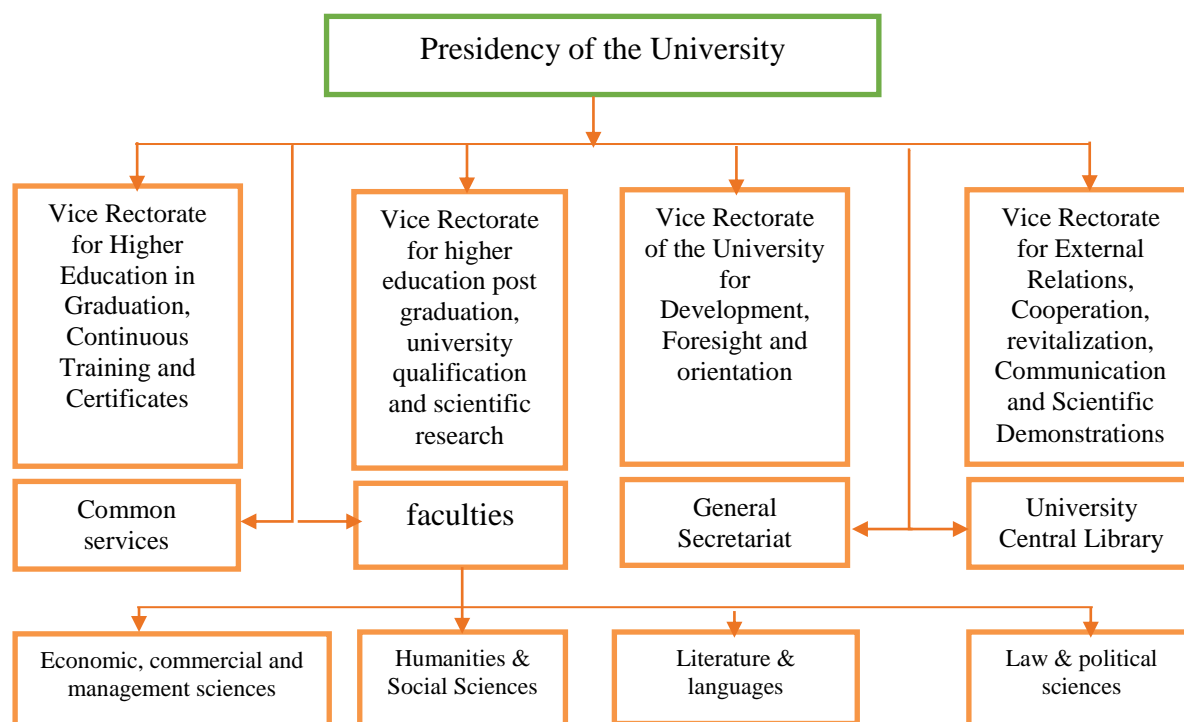 Presidency of the University
Vice Rectorate
for Higher
Education in
Graduation,
Continuous
Training and
Certificates
Vice Rectorate
for higher
education post
graduation,
university
qualification
and scientific
research
Vice Rectorate
of the University
for
Development,
Foresight and
orientation
Vice Rectorate
for External
Relations,
Cooperation,
revitalization,
Communication
and Scientific
Demonstrations
Common
services
faculties
General
Secretariat
University
Central Library
Economic, commercial and
management sciences
Humanities &
Social Sciences
Literature &
languages
Law & political
sciences